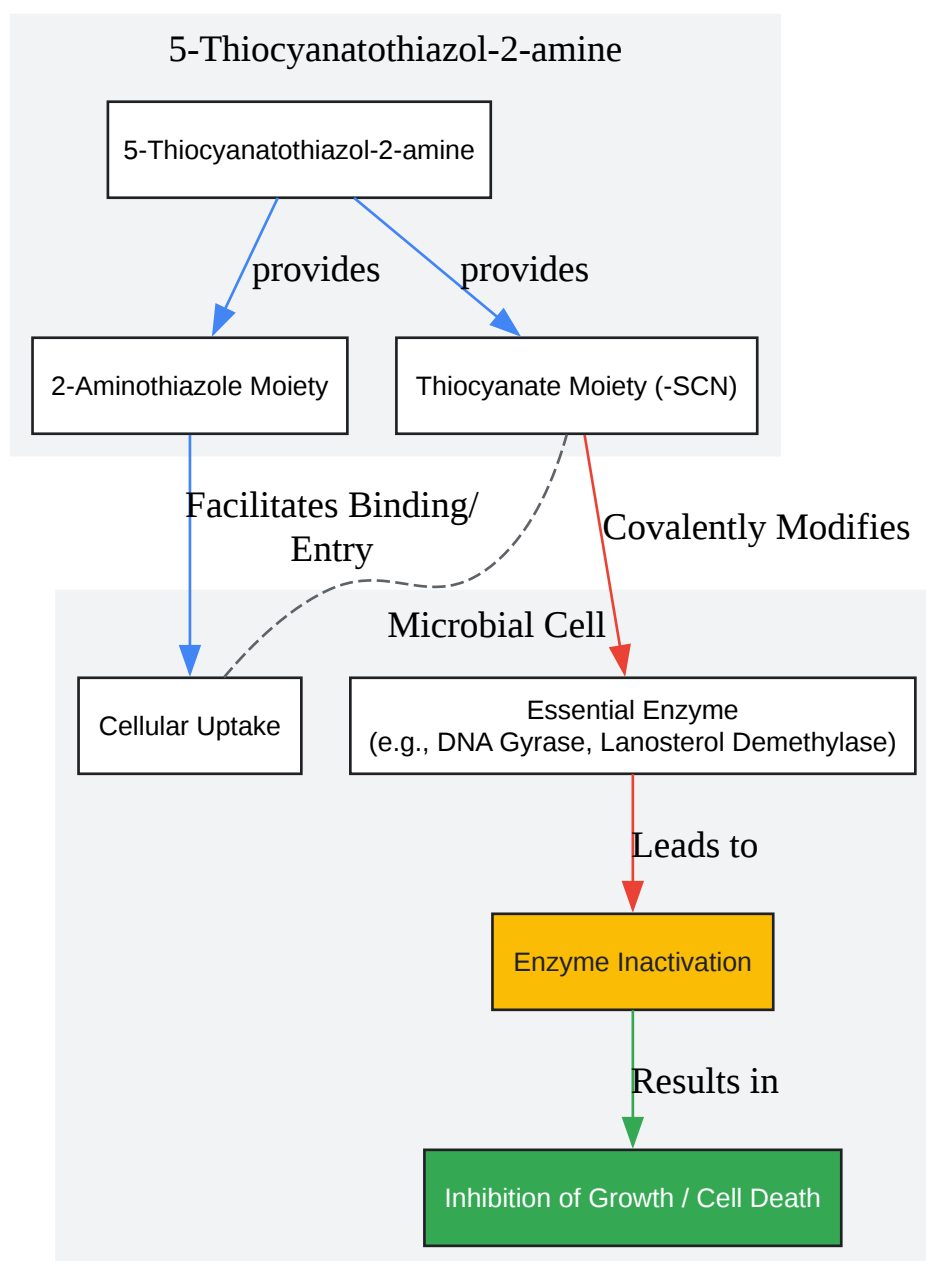 5-Thiocyanatothiazol-2-amine
5-Thiocyanatothiazol-2-amine
provides
provides
2-Aminothiazole Moiety
Thiocyanate Moiety (-SCN)
Facilitates Binding/
Entry
Covalently Modifies
Microbial Cell
Cellular Uptake
Essential Enzyme
(e.g., DNA Gyrase, Lanosterol Demethylase)
Leads to
Enzyme Inactivation
Results in
Inhibition of Growth / Cell Death